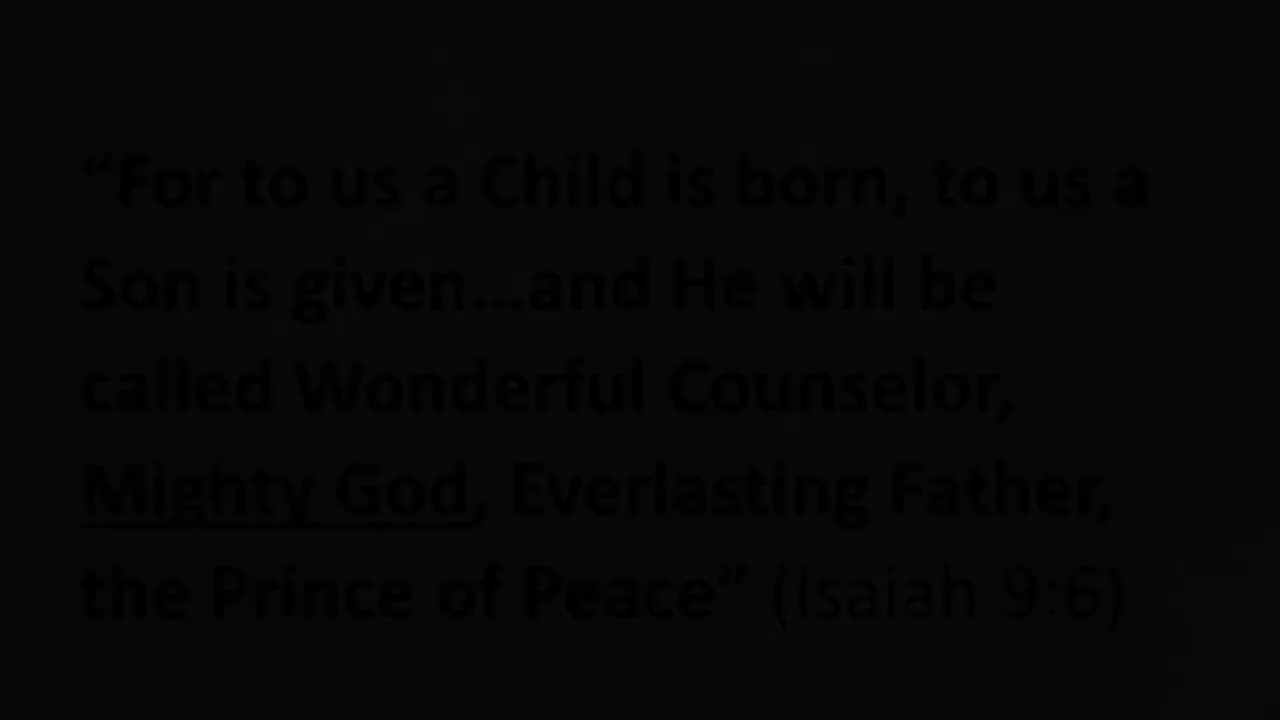 “For to us a Child is born, to us a
Son is given...and He will be
called Wonderful Counselor,
Mighty God, Everlasting Father,
the Prince of Peace” (Isaiah 9:6)